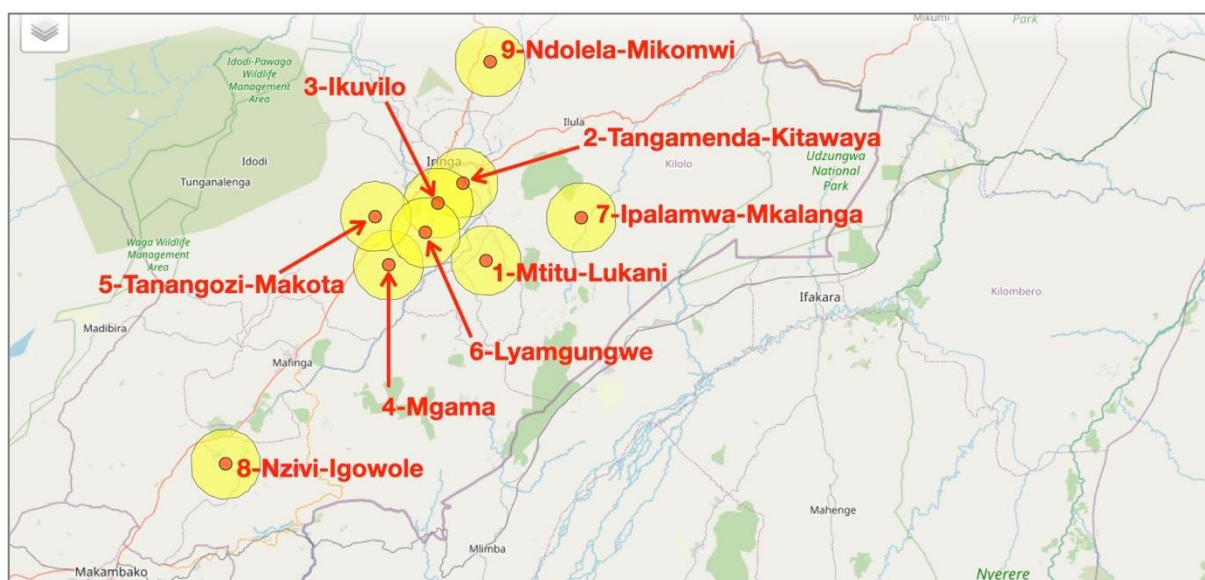 Mikumi
Park
Idodi-Pawaga
Wildlife
Management
Area
9-Ndolela-Mikomwi
3-Ikuvilo
Ilula
2-Tangamenda-Kitawaya
Iringa
Idodi
Kilolo
Udzungwa
National
Park
Tunganalenga
7-Ipalamwa-Mkalanga
Waga Wildlife
Management
Area
5-Tanangozi-Makota
1-Mtitu-Lukani
Kilombero
Ifakara
Madibira
6-Lyamgungwe
Mafinga
4-Mgama
8-Nzivi-Igowole
Mahenge
Mlimba
Makambako
Nyerere